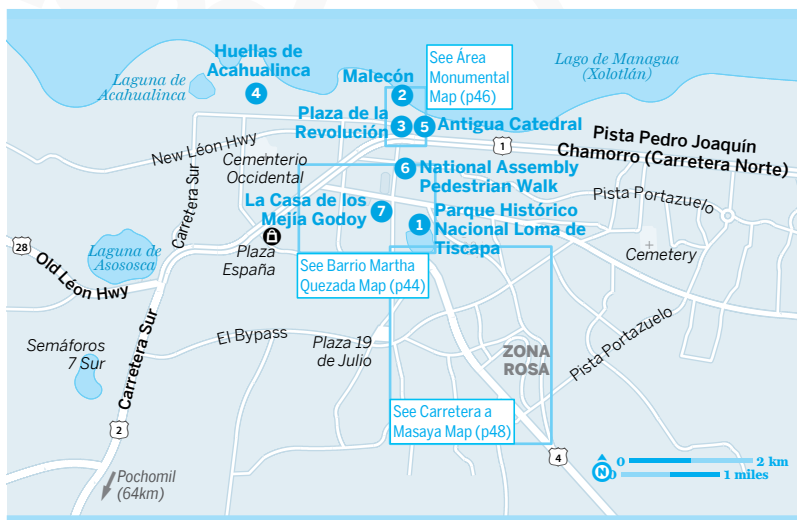 Huellas de
Acahualinca
4
Laguna de
Acahualinca
Malecón
2
See Área
Monumental
Map (p46)
Lago de Managua
(Xolotlán)
Plaza de la
Revolución
3
5
Antigua Catedral
1
Pista Pedro Joaquín
Chamorro (Carretera Norte)
New Léon Hwy
Cementerio
Occidental
6
National Assembly
Pedestrian Walk
Pista Portazuelo
Carretera Sur
La Casa de los
Mejía Godoy
7
1
Parque Histórico
Nacional Loma de
Tiscapa
28
Old Léon Hwy
Laguna de
Asososca
Plaza
España
Cemetery
See Barrio Martha
Quezada Map (p44)
Carretera Sur
El Bypass
Plaza 19
de Julio
Semáforos
7 Sur
ZONA
ROSA
Pista Portazuelo
See Carretera a
Masaya Map (p48)
2
4
Pochomil
(64km)
N
0
2 km
0
1 miles